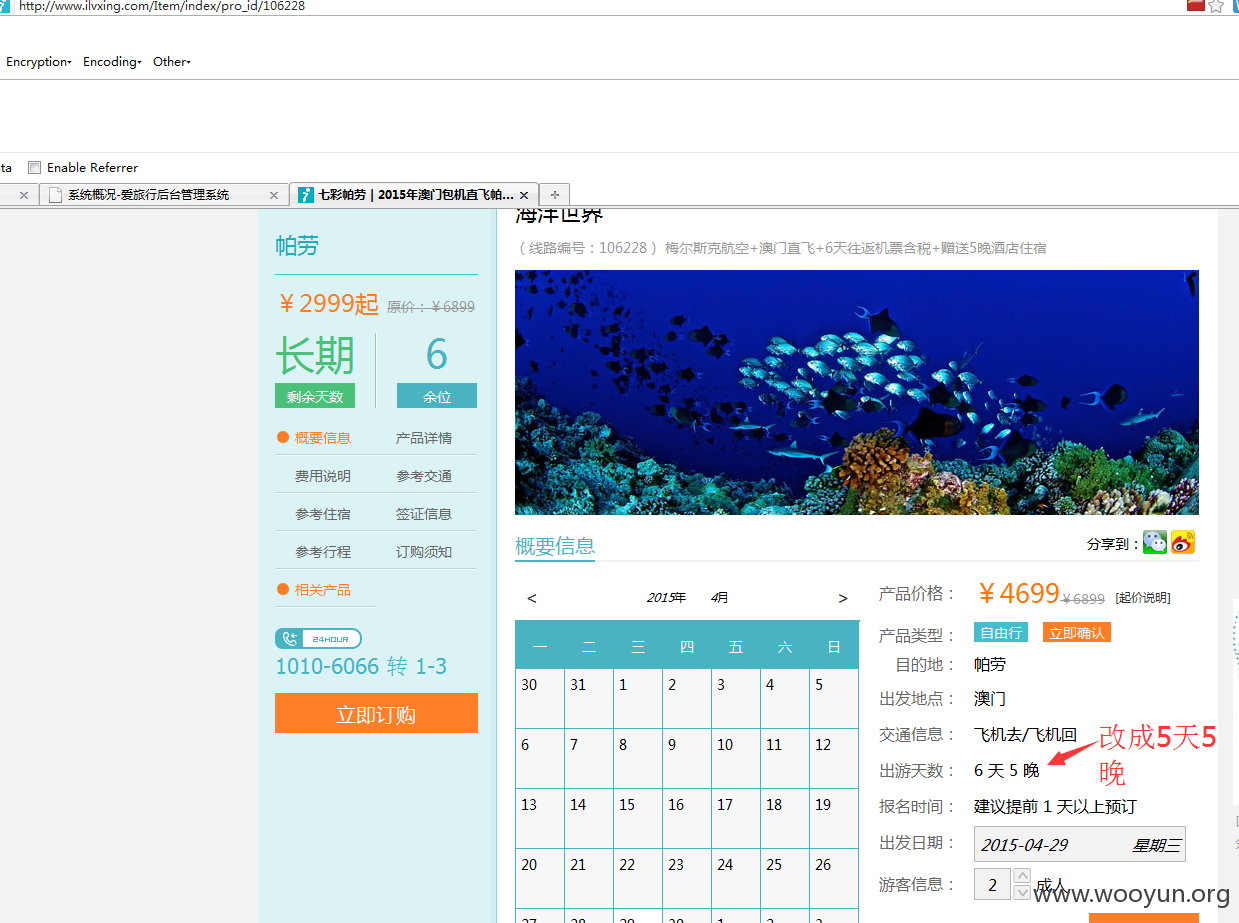 http://www.ilvxing.com/Item/index/pro_id/106228
Encryption Encoding Other
ta Enable Referrer
系统概况-爱旅行后台管理系统 七彩帕劳 | 2015年澳门包机直飞帕...
帕劳
￥2999起 原价：￥6899
长期 6
剩余天数 余位
概要信息 产品详情
费用说明 参考交通
参考住宿 签证信息
参考行程 订购须知
相关产品
24HOUR
1010-6066 转 1-3
立即订购
海洋世界
（ 线路编号：106228 ）梅尔斯克航空+澳门直飞+6天往返机票含税+赠送5晚酒店住宿
概要信息
分享到：
< 2015年 4月 >
一 二 三 四 五 六 日
30 31 1 2 3 4 5
6 7 8 9 10 11 12
13 14 15 16 17 18 19
20 21 22 23 24 25 26
27 28 29 30 1 2 3
产品价格： ￥4699 ￥6899 [起价说明]
产品类型： 自由行 立即确认
目的地： 帕劳
出发地点： 澳门
交通信息： 飞机去/飞机回
出游天数： 6 天 5 晚
改成5天5
晚
报名时间： 建议提前 1 天以上预订
出发日期： 2015-04-29 星期三
游客信息： 2 成人
www.wooyun.org